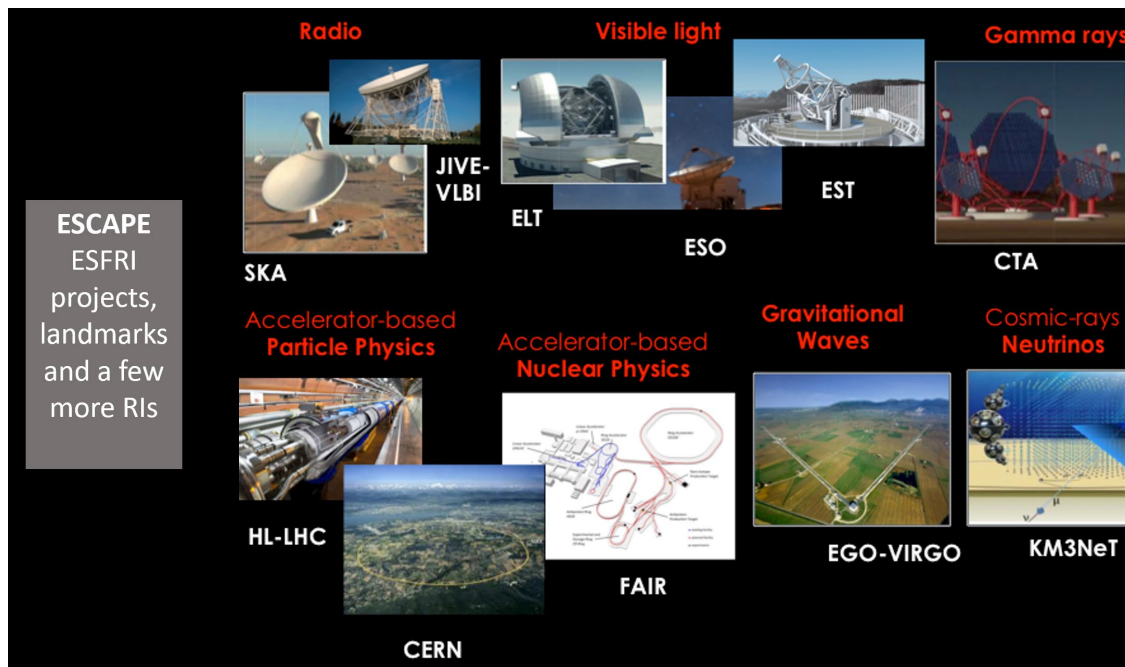 Radio
Visible light
Gamma rays
JIVE-
VLBI
ELT
EST
ESO
SKA
CTA
ESCAPE
ESFRI
projects,
landmarks
and a few
more RIs
Accelerator-based
Particle Physics
Accelerator-based
Nuclear Physics
Gravitational
Waves
Cosmic-rays
Neutrinos
HL-LHC
CERN
FAIR
EGO-VIRGO
KM3NeT
μ
ν